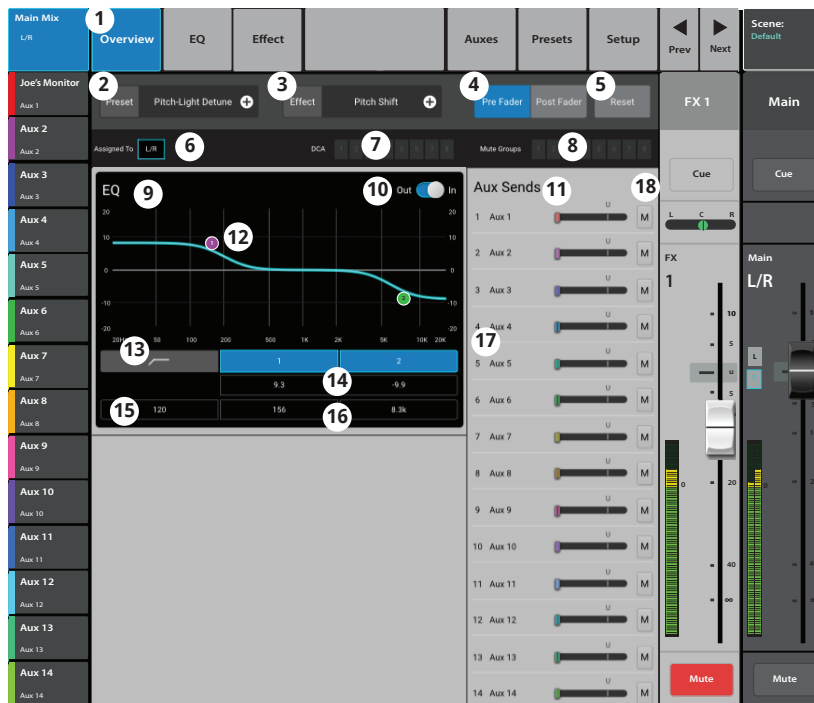 Main Mix
L/R
1
Overview
EQ
Effect
Auxes
Presets
Setup
Prev
Next
Scene:
Default
Joe's Monitor
Aux 1
Aux 2
Aux 2
Aux 3
Aux 3
Aux 4
Aux 4
Aux 5
Aux 5
Aux 6
Aux 6
Aux 7
Aux 7
Aux 8
Aux 8
Aux 9
Aux 9
Aux 10
Aux 10
Aux 11
Aux 11
Aux 12
Aux 12
Aux 13
Aux 13
Aux 14
Aux 14
2
Preset
Pitch-Light Detune
3
Effect
Pitch Shift
4
Pre Fader
Post Fader
5
Reset
Assigned To
L/R
6
DCA
7
Mute Groups
8
EQ
9
10
Out
In
20 20
10 10
0 0
-10 -10
-20 -20
1
12
2
20Hz 50 100 200 500 1K 2K 5K 10K 20K
13
1 2
9.3 14 -9.9
15 120 156 16 8.3k
Aux Sends
11
18
1 Aux 1 U M
2 Aux 2 U M
3 Aux 3 U M
4 Aux 4 U M
17
5 Aux 5 U M
6 Aux 6 U M
7 Aux 7 U M
8 Aux 8 U M
9 Aux 9 U M
10 Aux 10 U M
11 Aux 11 U M
12 Aux 12 U M
13 Aux 13 U M
14 Aux 14 U M
FX 1
Cue
L C R
FX
1
10
5
U
5
20
40
∞
0
Mute
Main
Cue
Main
L/R
L
0
Mute